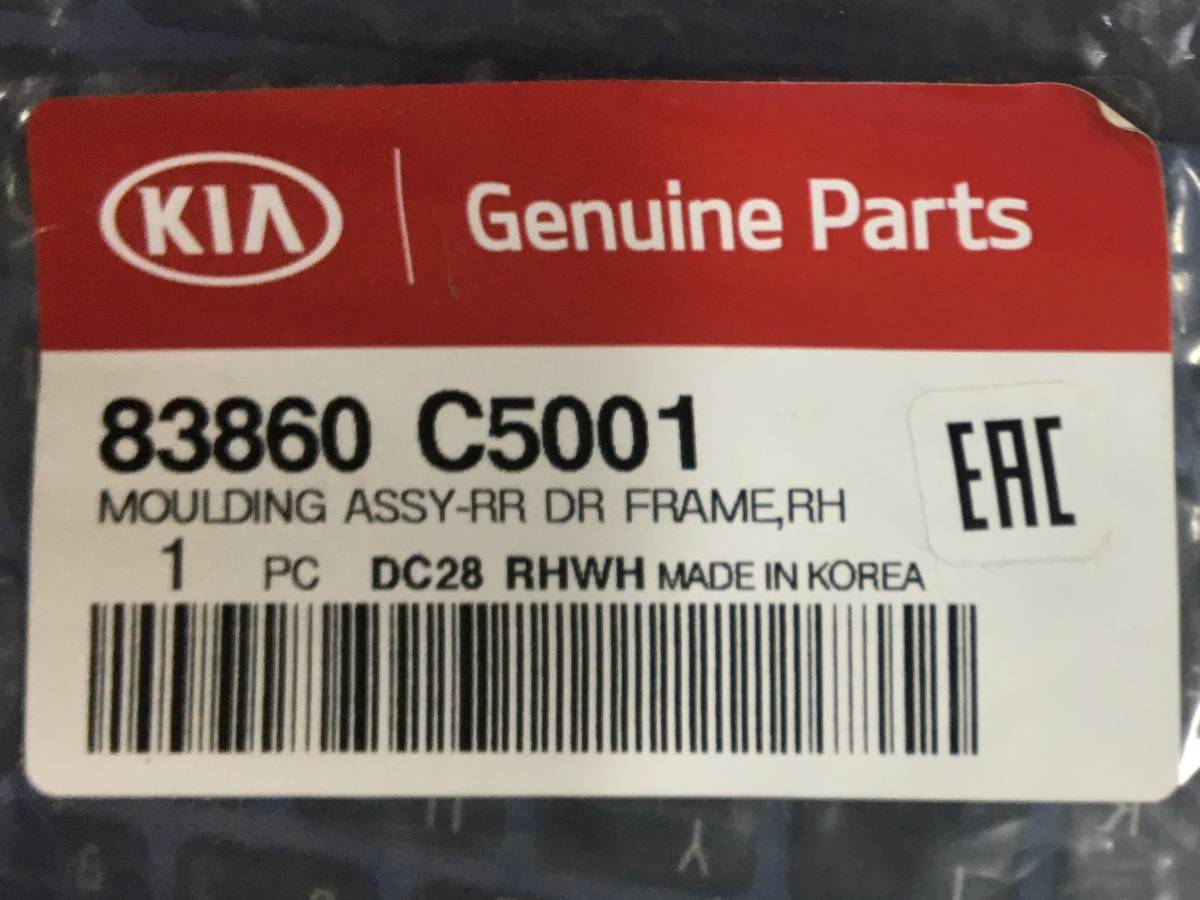 KIA Genuine Parts
83860 C5001
MOULDING ASSY-RR DR FRAME,RH
EAC
1 PC DC28 RHWH MADE IN KOREA
Y
K